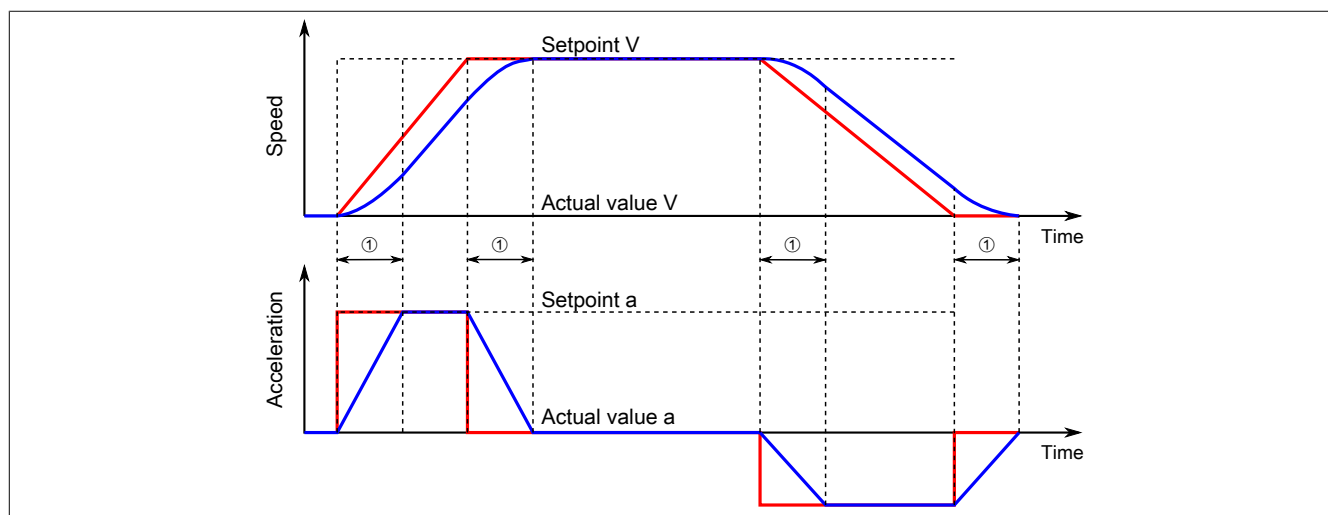 Setpoint V
Speed
Actual value V
Time
① ① ① ①
Setpoint a
Acceleration
Actual value a
Time